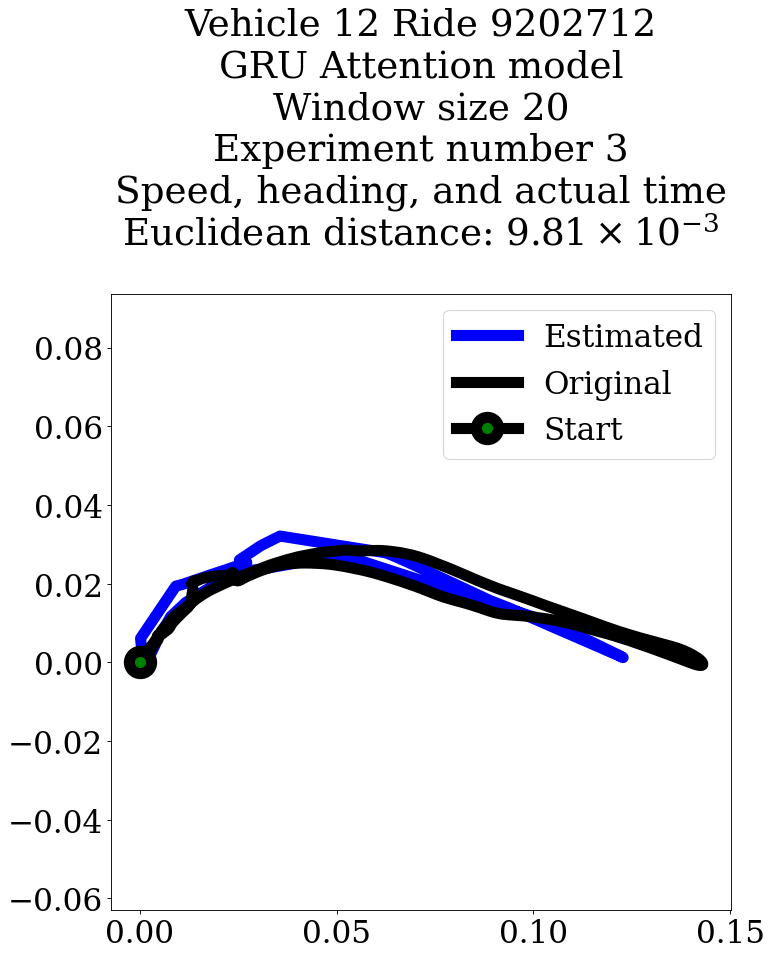 Vehicle 12 Ride 9202712
GRU Attention model
Window size 20
Experiment number 3
Speed, heading, and actual time
Euclidean distance: 9.81 × 10⁻³
Estimated
Original
Start
0.08
0.06
0.04
0.02
0.00
−0.02
−0.04
−0.06
0.00 0.05 0.10 0.15